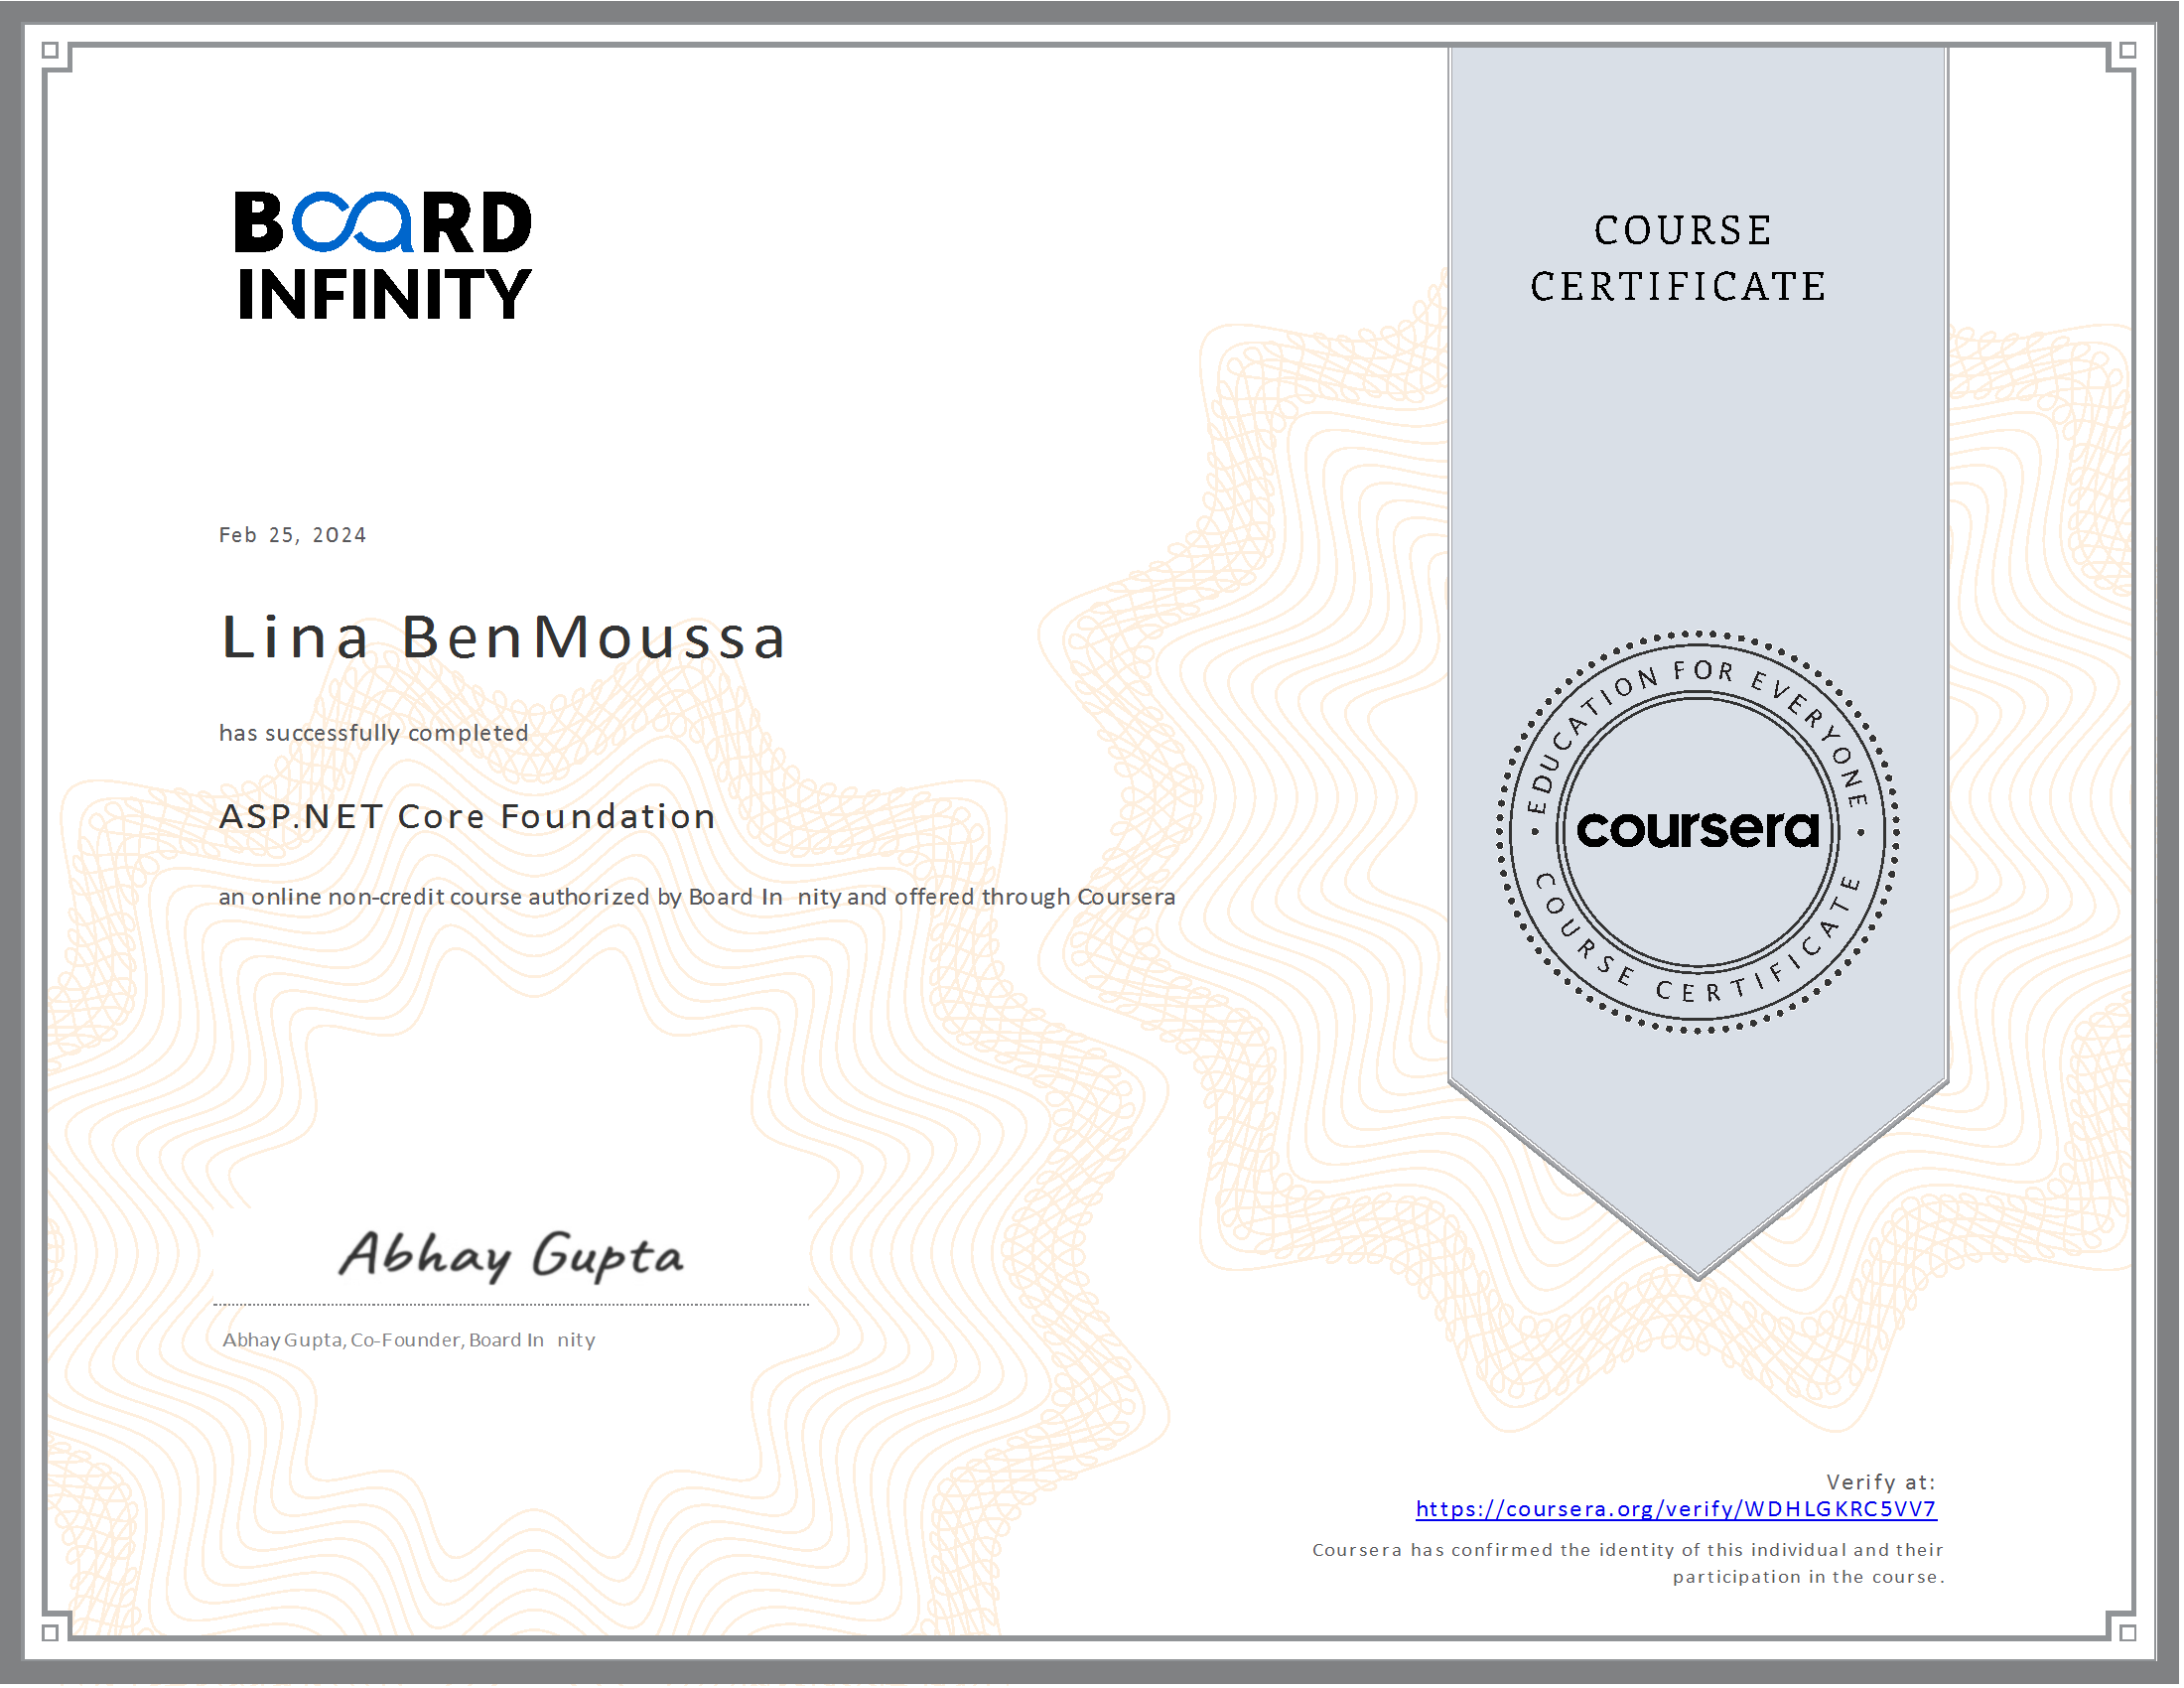 BOARD
INFINITY
COURSE
CERTIFICATE
Feb 25, 2024
Lina BenMoussa
has successfully completed
ASP.NET Core Foundation
an online non-credit course authorized by Board In nity and offered through Coursera
EDUCATION FOR EVERYONE
coursera
COURSE CERTIFICATE
Abhay Gupta
Abhay Gupta, Co-Founder, Board In nity
Verify at:
https://coursera.org/verify/WDHLGKRC5VV7
Coursera has confirmed the identity of this individual and their
participation in the course.